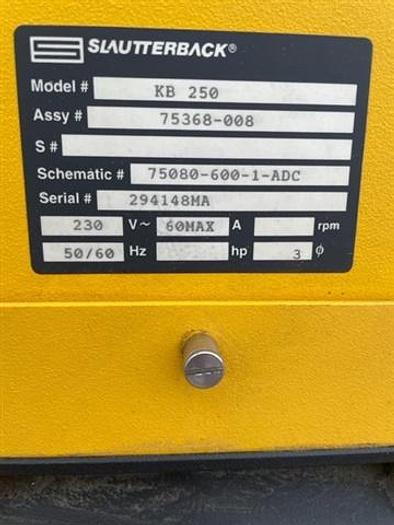 SLAUTTERBACK®
Model # KB 250
Assy # 75368-008
S #
Schematic # 75080-600-1-ADC
Serial # 294148MA
230 V~ 60MAX A rpm
50/60 Hz hp 3 ϕ